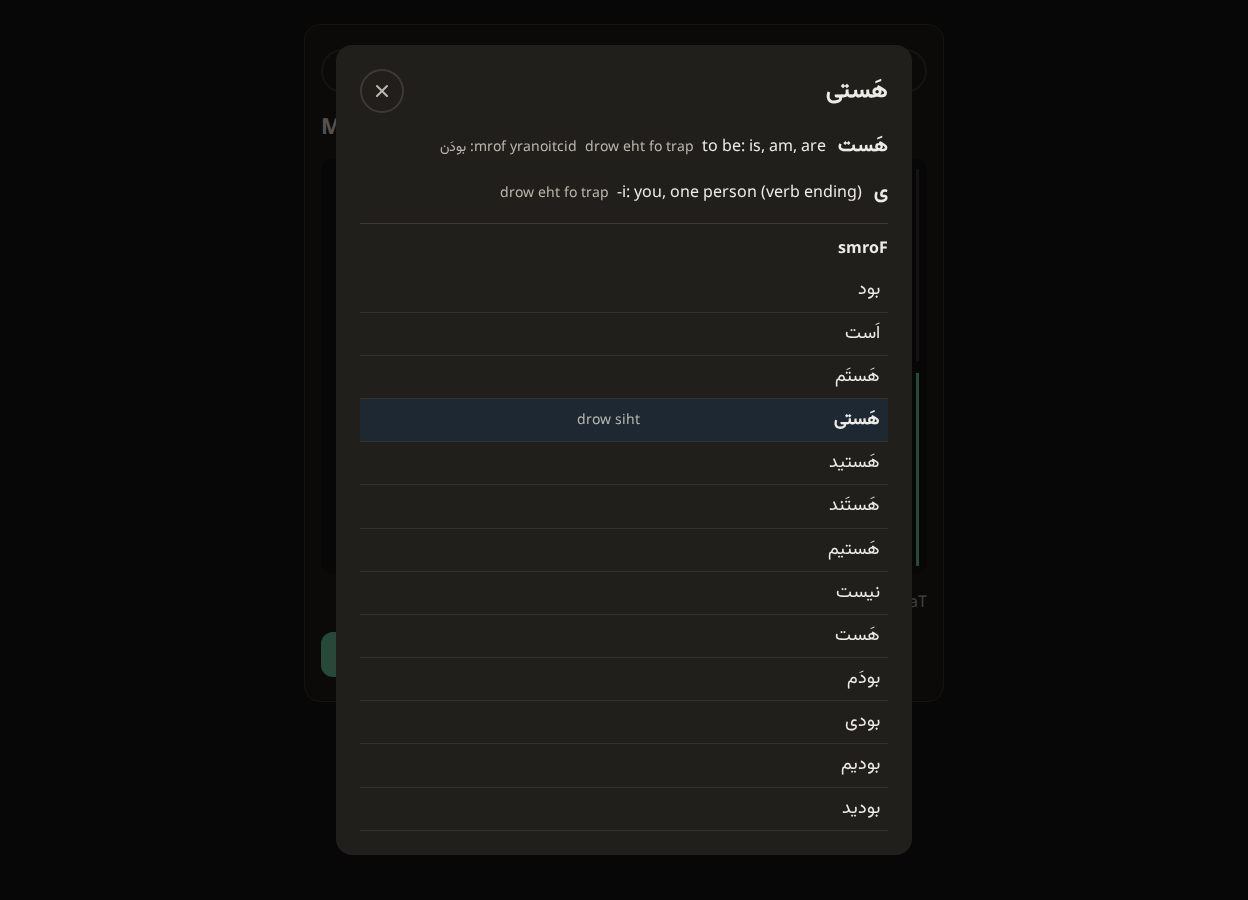 هَستی
هَست to be: is, am, are drow eht fo trap mrof yranoitcid: بودَن
ی -i: you, one person (verb ending) drow eht fo trap
smroF
بود
اَست
هَستَم
هَستی drow siht
هَستید
هَستَند
هَستیم
نیست
هَست
بودَم
بودی
بودیم
بودید
M
aT